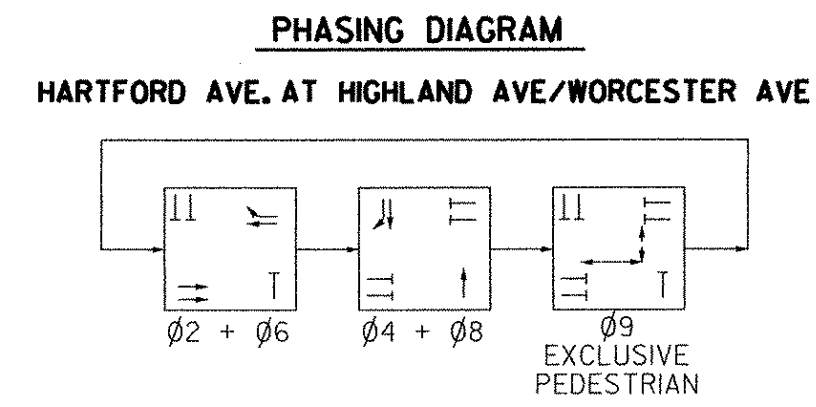 PHASING DIAGRAM
HARTFORD AVE. AT HIGHLAND AVE/WORCESTER AVE
Ø2 + Ø6
Ø4 + Ø8
Ø9
EXCLUSIVE
PEDESTRIAN